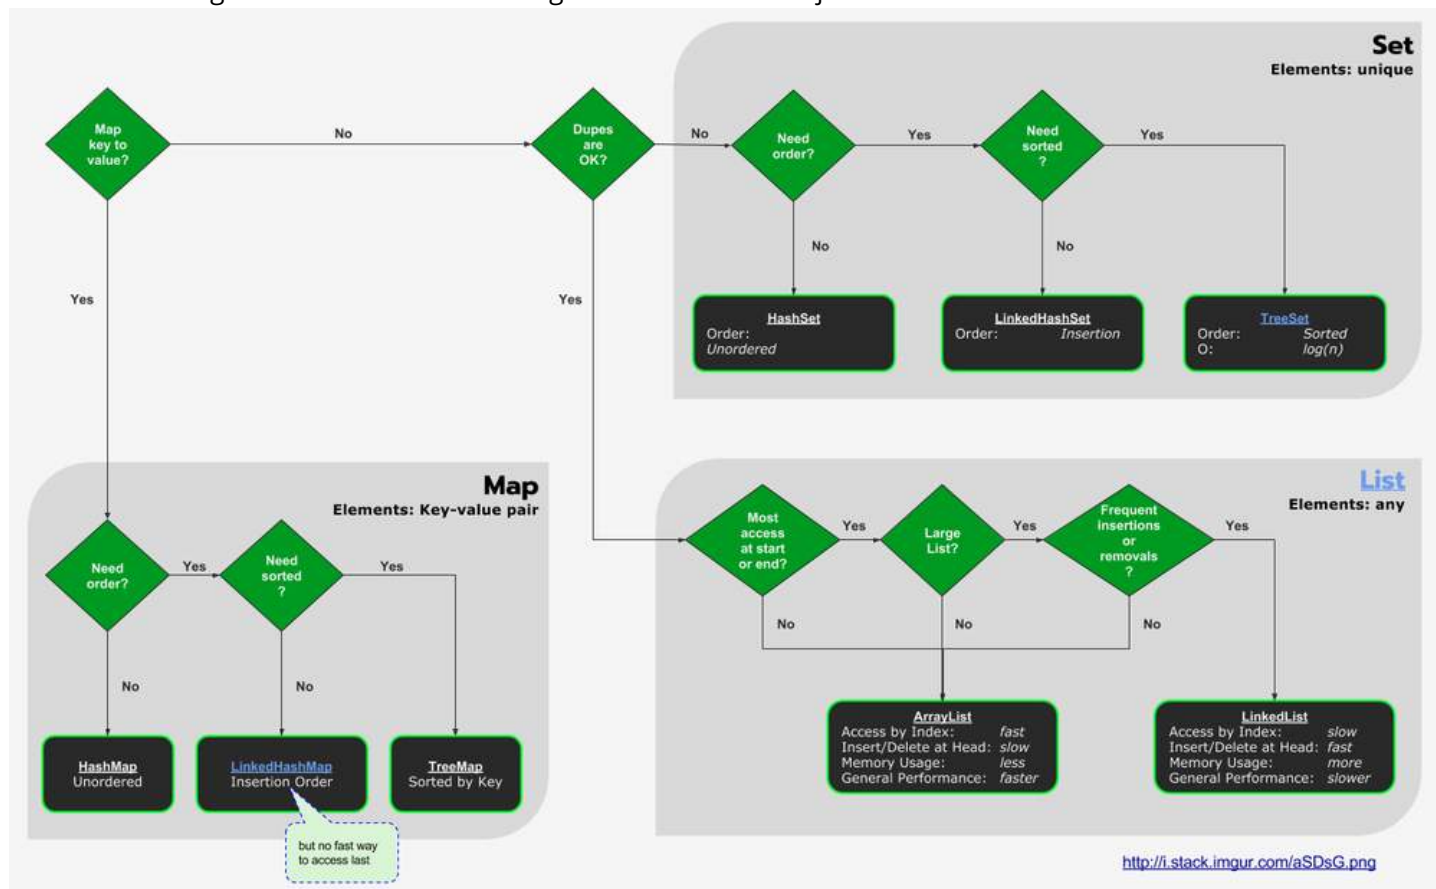 Set
Elements: unique
Map
key to
value?
No
Dupes
are
OK?
No
Need
order?
Yes
Need
sorted
?
Yes
No
No
Yes
Yes
HashSet
Order:
Unordered
LinkedHashSet
Order: Insertion
TreeSet
Order: Sorted
O: log(n)
Map
Elements: Key-value pair
Need
order?
Yes
Need
sorted
?
Yes
No
No
HashMap
Unordered
LinkedHashMap
Insertion Order
TreeMap
Sorted by Key
but no fast way
to access last
List
Elements: any
Most
access
at start
or end?
Yes
Large
List?
Yes
Frequent
insertions
or
removals
?
Yes
No
No
No
ArrayList
Access by Index: fast
Insert/Delete at Head: slow
Memory Usage: less
General Performance: faster
LinkedList
Access by Index: slow
Insert/Delete at Head: fast
Memory Usage: more
General Performance: slower
http://i.stack.imgur.com/aSDsG.png